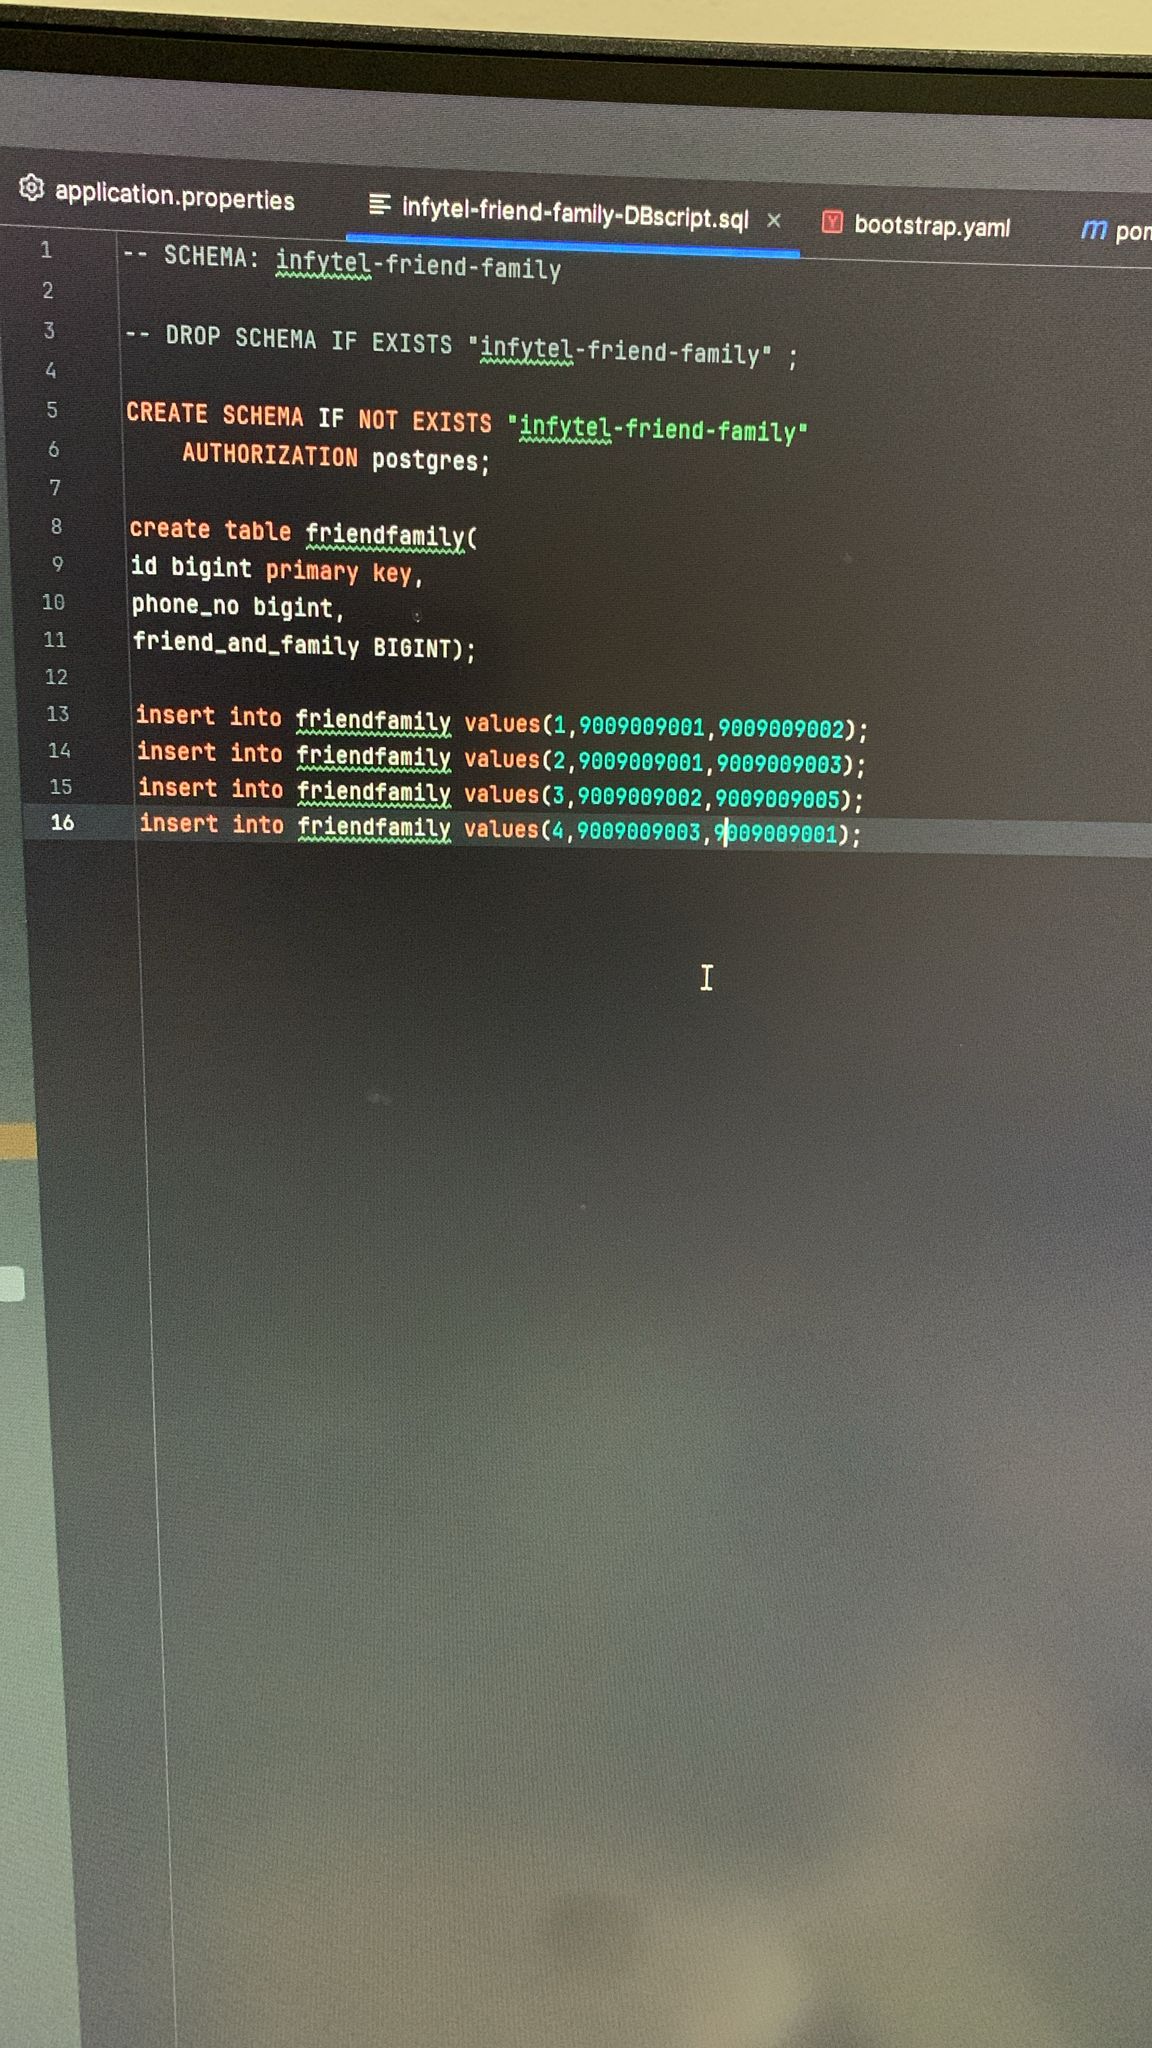 application.properties infytel-friend-family-DBscript.sql × bootstrap.yaml m
1 -- SCHEMA: infytel-friend-family
2
3 -- DROP SCHEMA IF EXISTS "infytel-friend-family" ;
4
5 CREATE SCHEMA IF NOT EXISTS "infytel-friend-family"
6 AUTHORIZATION postgres;
7
8 create table friendfamily(
9 id bigint primary key,
10 phone_no bigint,
11 friend_and_family BIGINT);
12
13 insert into friendfamily values(1,9009009001,9009009002);
14 insert into friendfamily values(2,9009009001,9009009003);
15 insert into friendfamily values(3,9009009002,9009009005);
16 insert into friendfamily values(4,9009009003,9009009001);